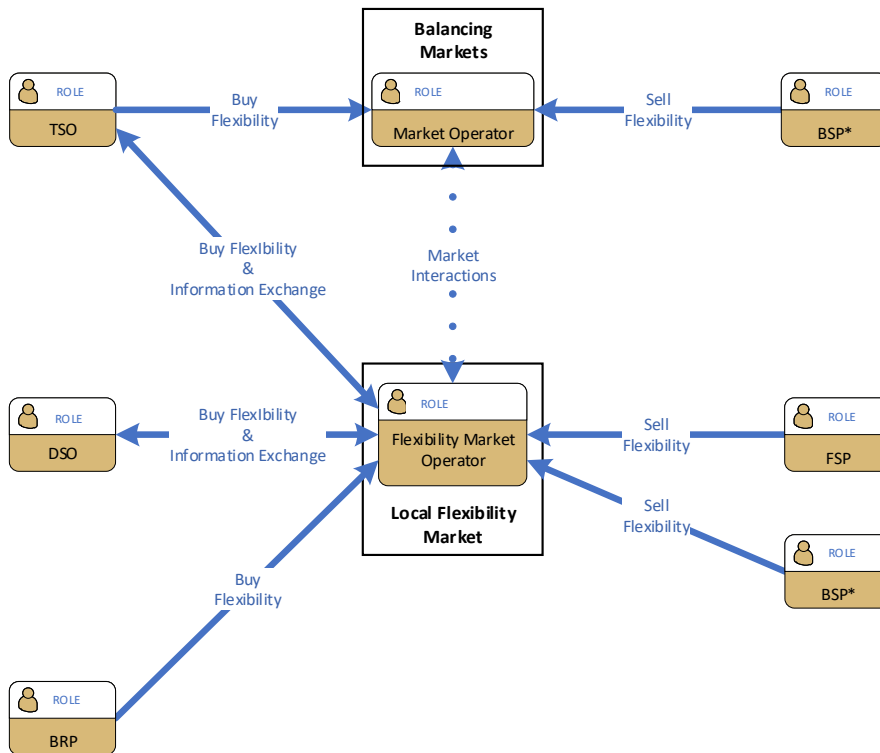 Balancing
Markets
ROLE
TSO
Buy
Flexibility
ROLE
Market Operator
Sell
Flexibility
ROLE
BSP*
Buy FlexIbility
&
Information Exchange
Market
Interactions
ROLE
DSO
Buy FlexIbility
&
Information Exchange
ROLE
Flexibility Market
Operator
Sell
Flexibility
ROLE
FSP
Local Flexibility
Market
Sell
Flexibility
ROLE
BSP*
Buy
Flexibility
ROLE
BRP